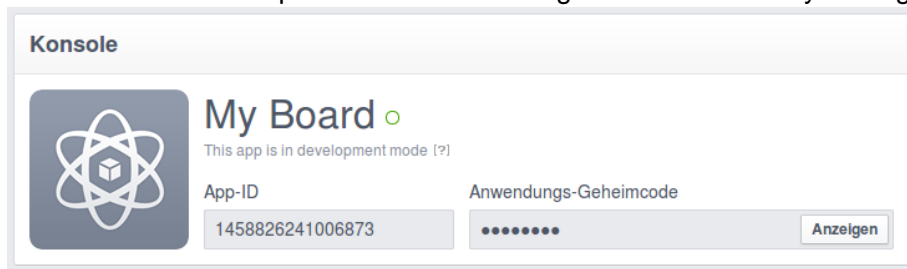 Konsole
My Board
This app is in development mode [?]
App-ID
Anwendungs-Geheimcode
1458826241006873
●●●●●●●●
Anzeigen